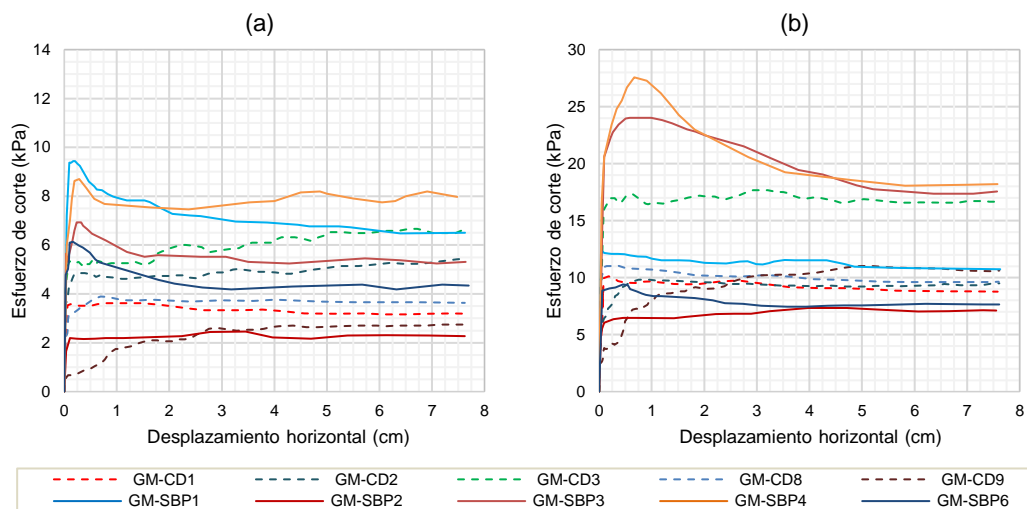 (a)
(b)
14
12
10
8
6
4
2
0
Esfuerzo de corte (kPa)
0 1 2 3 4 5 6 7 8
Desplazamiento horizontal (cm)
30
25
20
15
10
5
0
Esfuerzo de corte (kPa)
0 1 2 3 4 5 6 7 8
Desplazamiento horizontal (cm)
GM-CD1 GM-CD2 GM-CD3 GM-CD8 GM-CD9
GM-SBP1 GM-SBP2 GM-SBP3 GM-SBP4 GM-SBP6